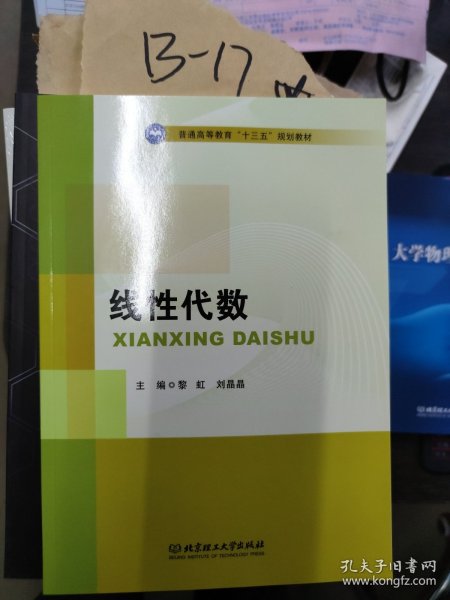 B-17
普通高等教育“十三五”规划教材
大学物理
线性代数
XIANXING DAISHU
主 编◎黎 虹 刘晶晶
北京理工大学出版社
BEIJING INSTITUTE OF TECHNOLOGY PRESS
孔夫子旧书网
www.kongfz.com